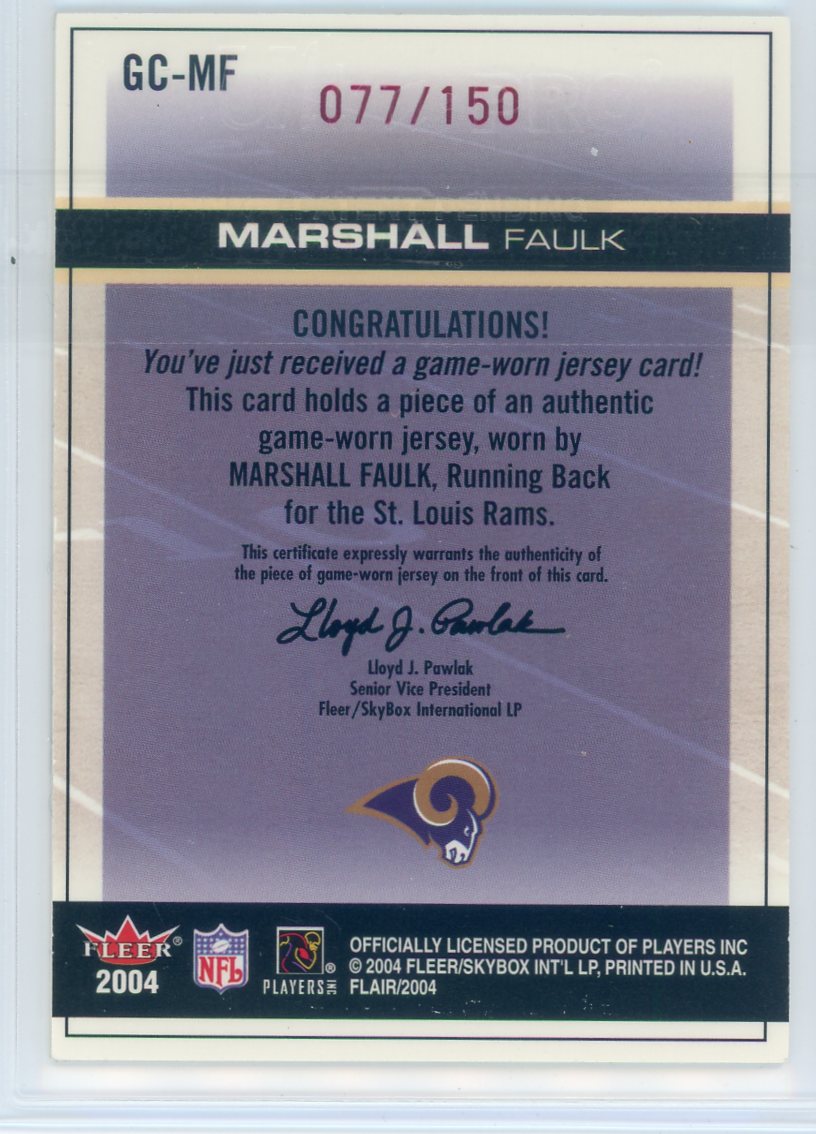 GC-MF
077/150
PATENT PENDING
MARSHALL FAULK
CONGRATULATIONS!
You've just received a game-worn jersey card!
This card holds a piece of an authentic
game-worn jersey, worn by
MARSHALL FAULK, Running Back
for the St. Louis Rams.
This certificate expressly warrants the authenticity of
the piece of game-worn jersey on the front of this card.
Lloyd J. Pawlak
Lloyd J. Pawlak
Senior Vice President
Fleer/SkyBox International LP
FLEER®
2004
NFL
®
PLAYERS INC
OFFICIALLY LICENSED PRODUCT OF PLAYERS INC
© 2004 FLEER/SKYBOX INT'L LP, PRINTED IN U.S.A.
FLAIR/2004